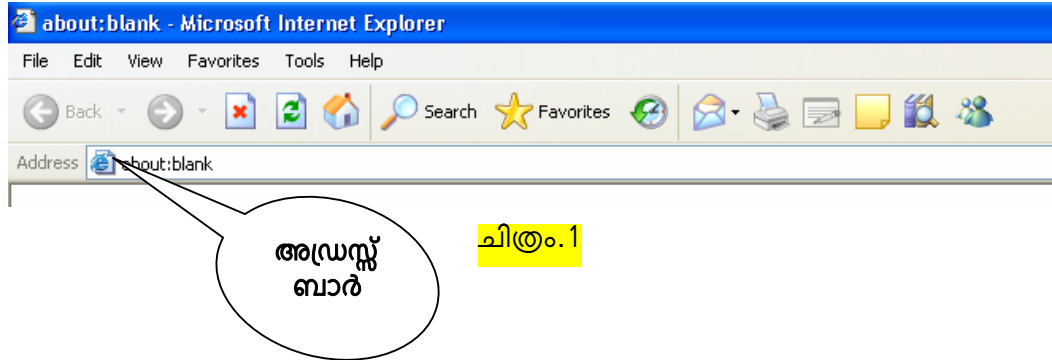 about:blank - Microsoft Internet Explorer
File Edit View Favorites Tools Help
Back Search Favorites
Address about:blank
അഡ്രസ്സ്
ബാർ
ചിത്രം.1